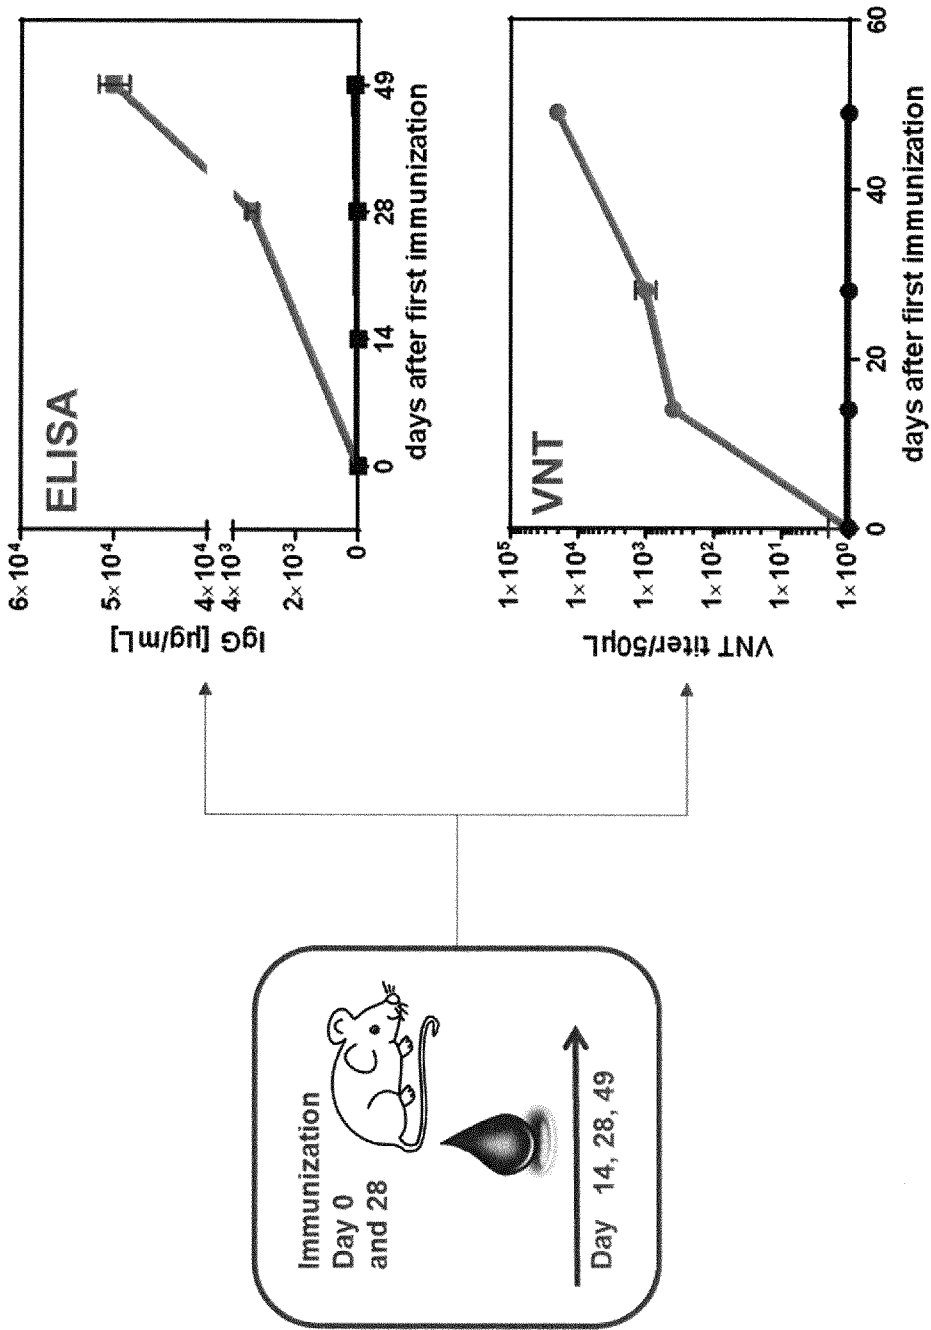 Immunization
Day 0
and 28
Day 14, 28, 49
ELISA
IgG [µg/mL]
6×10⁴
5×10⁴
4×10⁴
4×10³
2×10³
0
0 14 28 49
days after first immunization
VNT
VNT titer/50µL
1×10⁵
1×10⁴
1×10³
1×10²
1×10¹
1×10⁰
0 20 40 60
days after first immunization